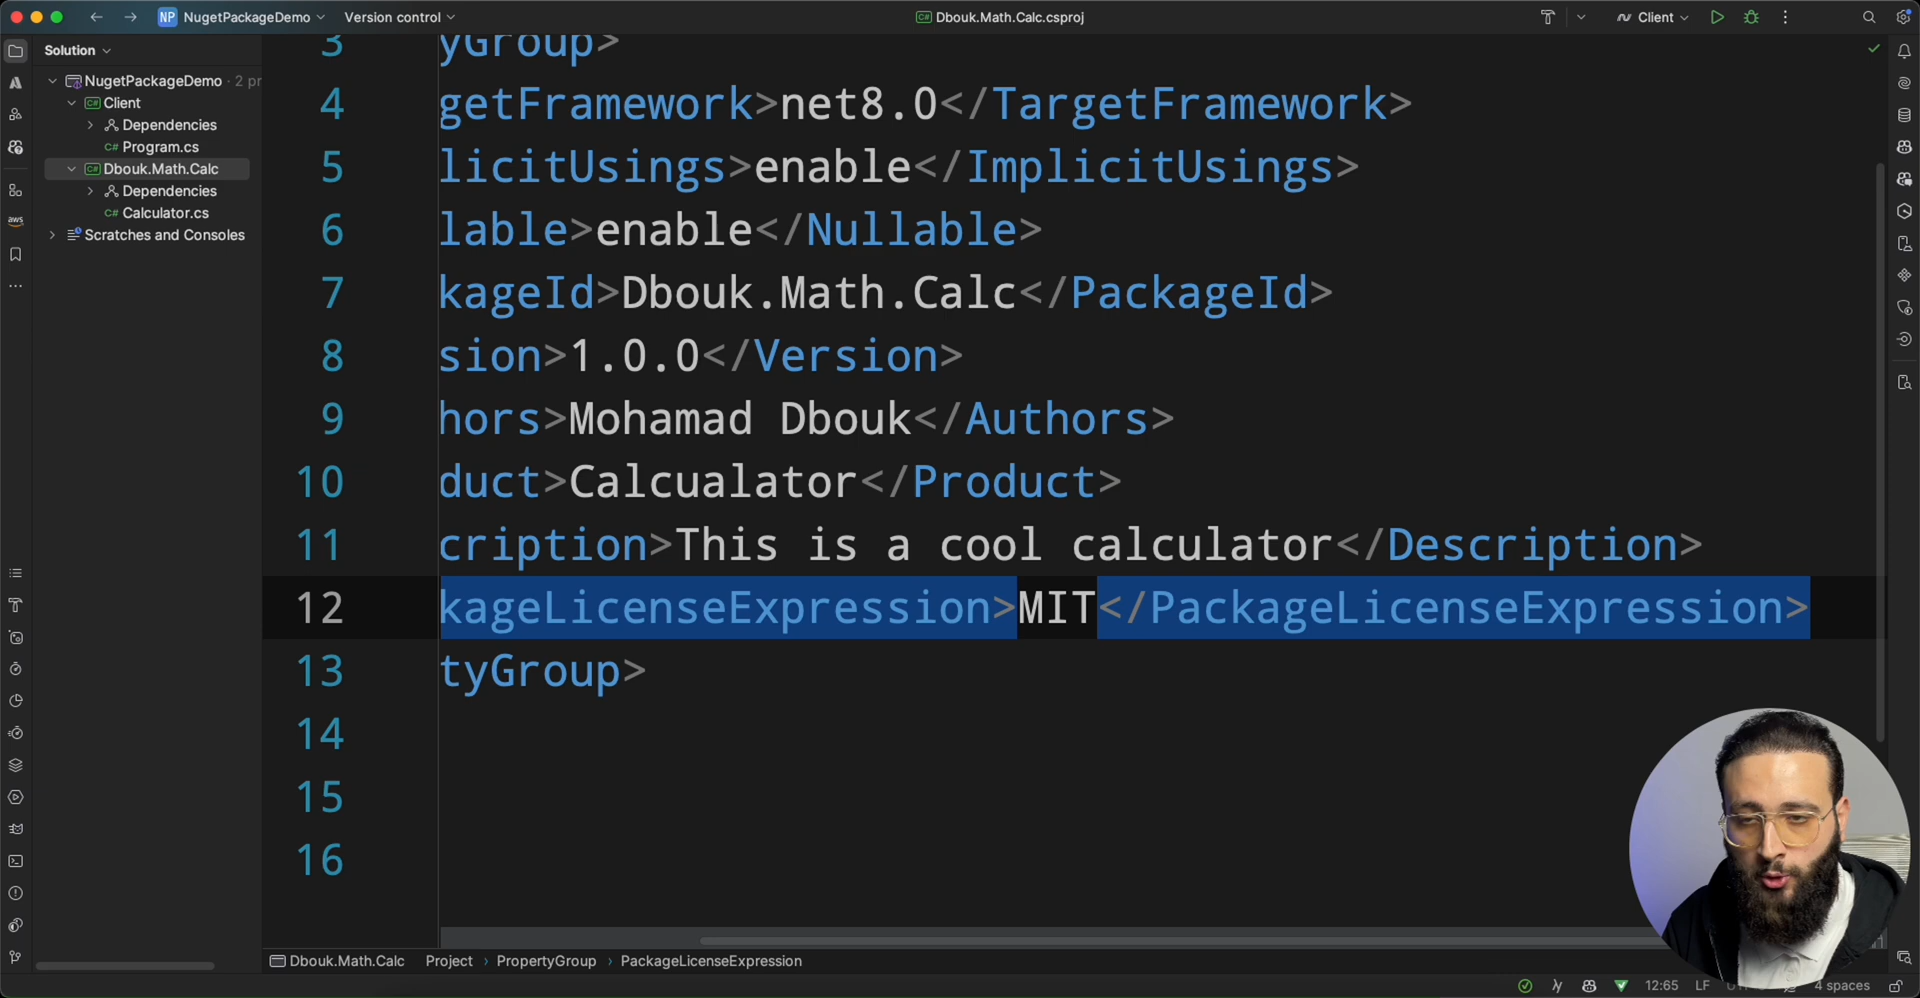 NP NugetPackageDemo Version control Dbouk.Math.Calc.csproj Client
Solution
NugetPackageDemo · 2 pr
C# Client
Dependencies
C# Program.cs
C# Dbouk.Math.Calc
Dependencies
C# Calculator.cs
Scratches and Consoles
aws
3 yGroup>
4 getFramework>net8.0</TargetFramework>
5 licitUsings>enable</ImplicitUsings>
6 lable>enable</Nullable>
7 kageId>Dbouk.Math.Calc</PackageId>
8 sion>1.0.0</Version>
9 hors>Mohamad Dbouk</Authors>
10 duct>Calcualator</Product>
11 cription>This is a cool calculator</Description>
12 kageLicenseExpression>MIT</PackageLicenseExpression>
13 tyGroup>
14
15
16
Dbouk.Math.Calc Project › PropertyGroup › PackageLicenseExpression
12:65 LF 4 spaces